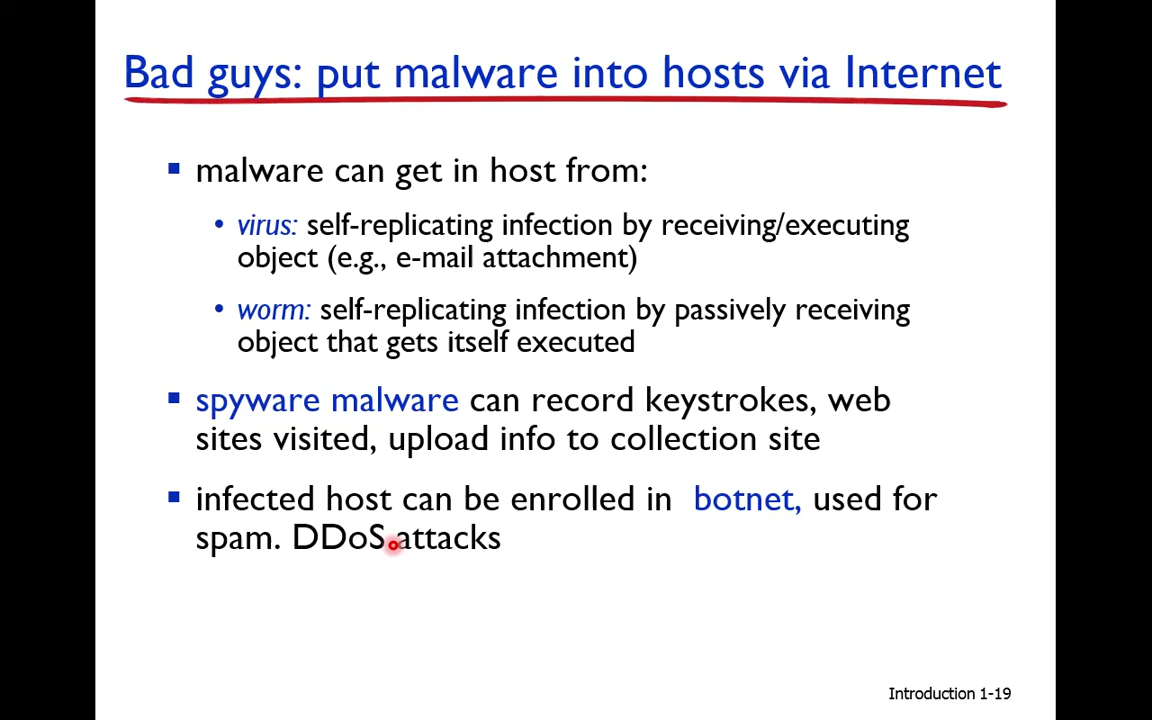 Bad guys: put malware into hosts via Internet
▪ malware can get in host from:
• virus: self-replicating infection by receiving/executing
object (e.g., e-mail attachment)
• worm: self-replicating infection by passively receiving
object that gets itself executed
▪ spyware malware can record keystrokes, web
sites visited, upload info to collection site
▪ infected host can be enrolled in botnet, used for
spam. DDoS attacks
Introduction 1-19